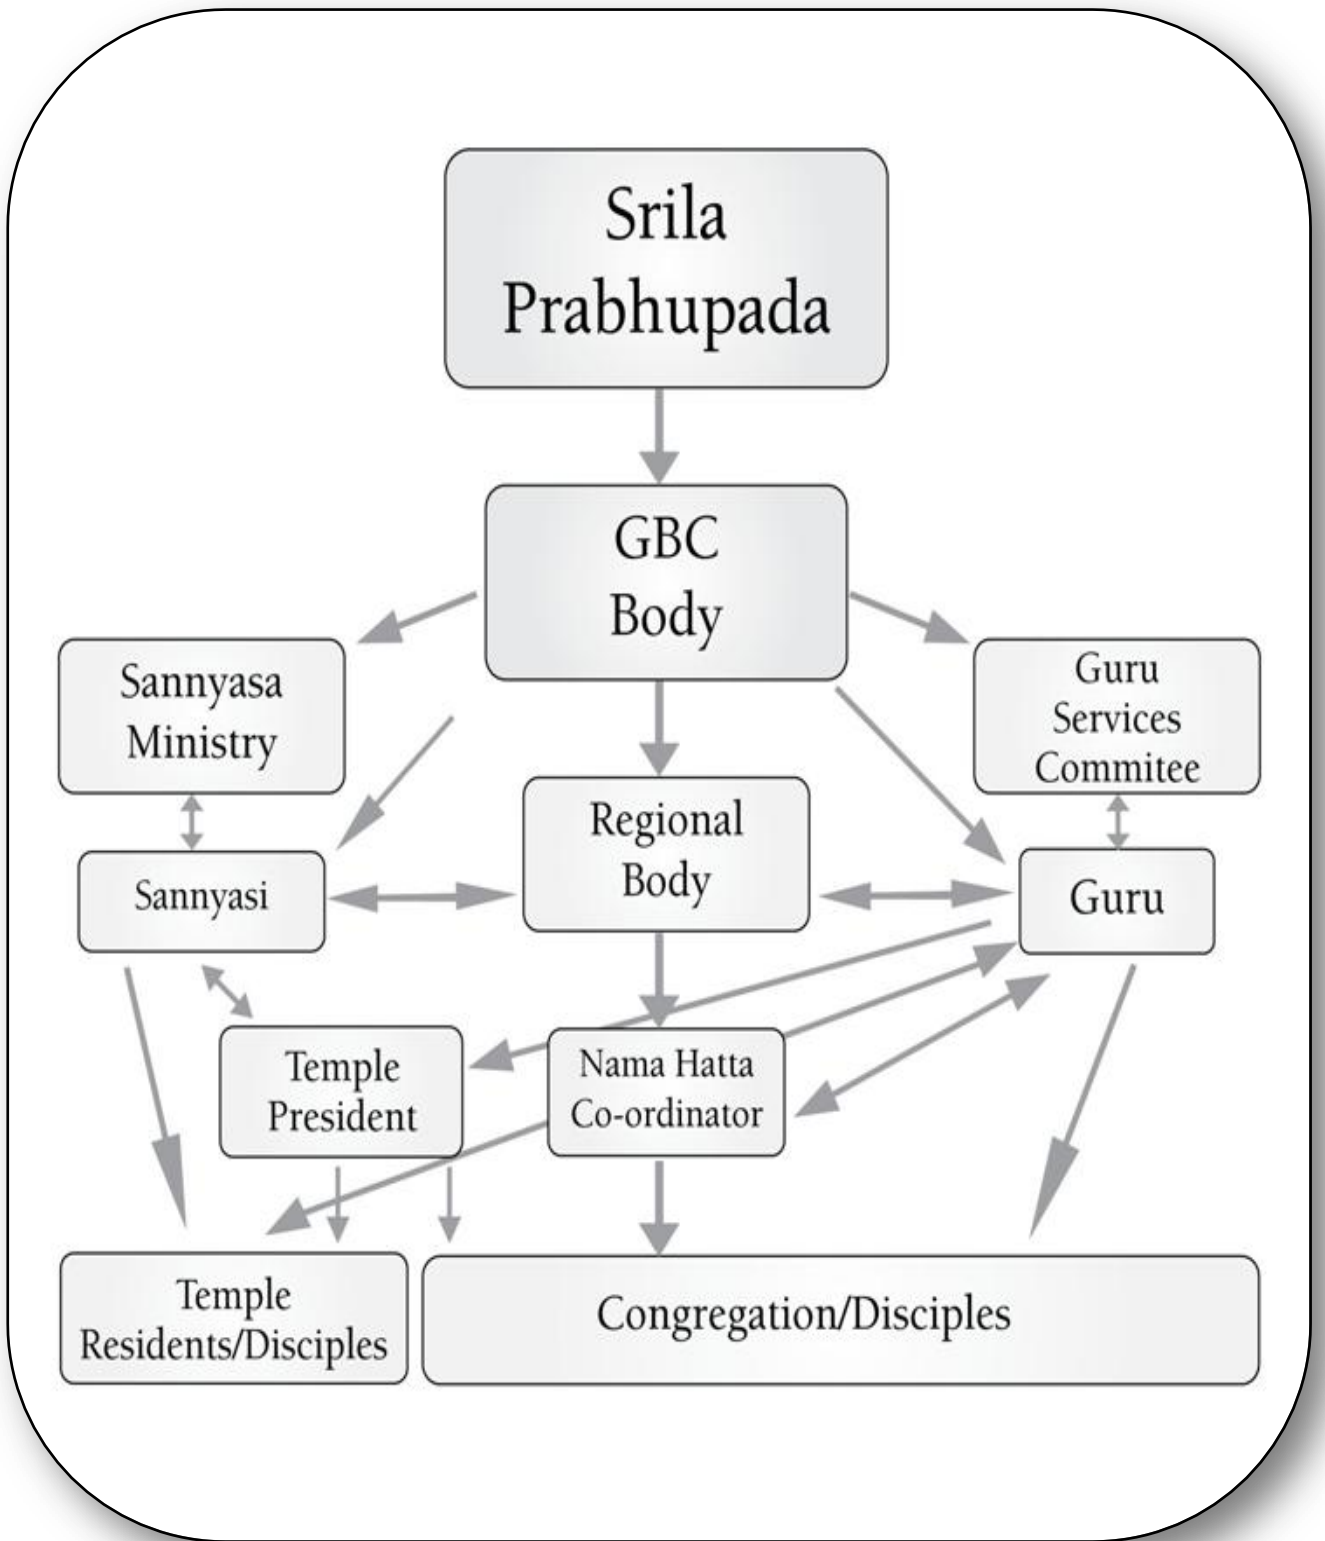 Srila
Prabhupada
GBC
Body
Sannyasa
Ministry
Guru
Services
Commitee
Regional
Body
Sannyasi
Guru
Temple
President
Nama Hatta
Co-ordinator
Temple
Residents/Disciples
Congregation/Disciples